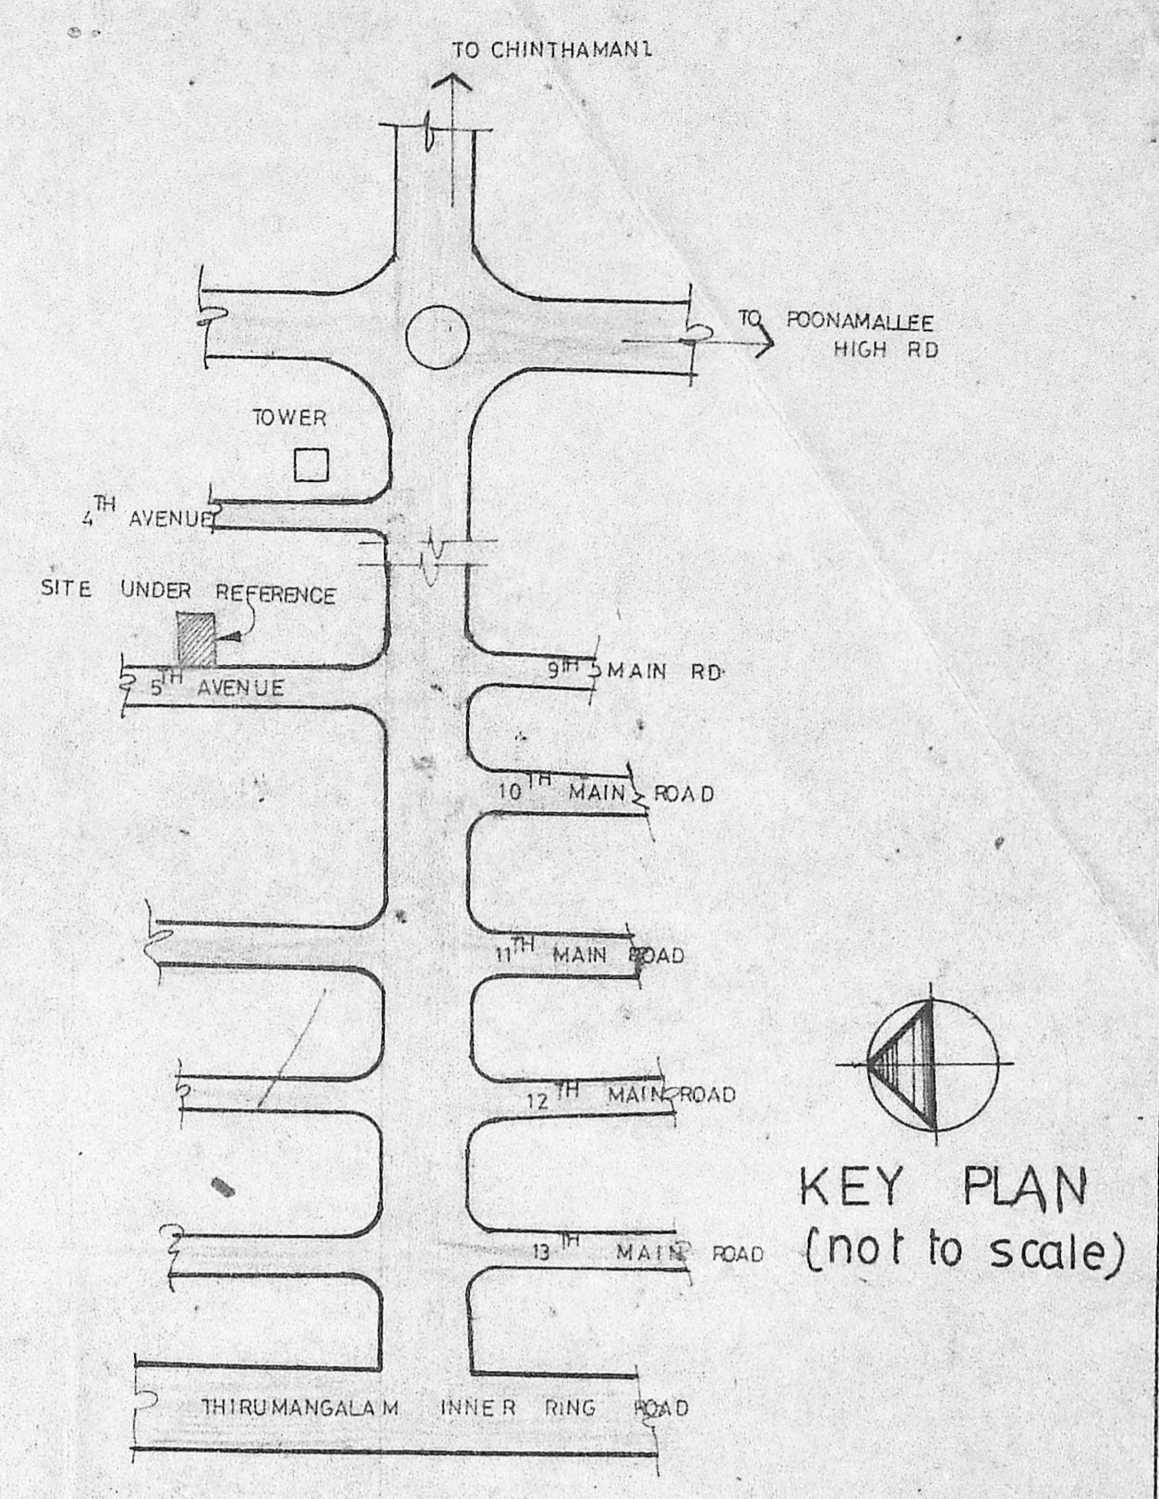 TO CHINTHAMANI
TO POONAMALLEE
HIGH RD
TOWER
4TH AVENUE
SITE UNDER REFERENCE
5TH AVENUE
9TH MAIN RD.
10TH MAIN ROAD
11TH MAIN ROAD
12TH MAIN ROAD
KEY PLAN
13TH MAIN ROAD
(not to scale)
THIRUMANGALAM INNER RING ROAD